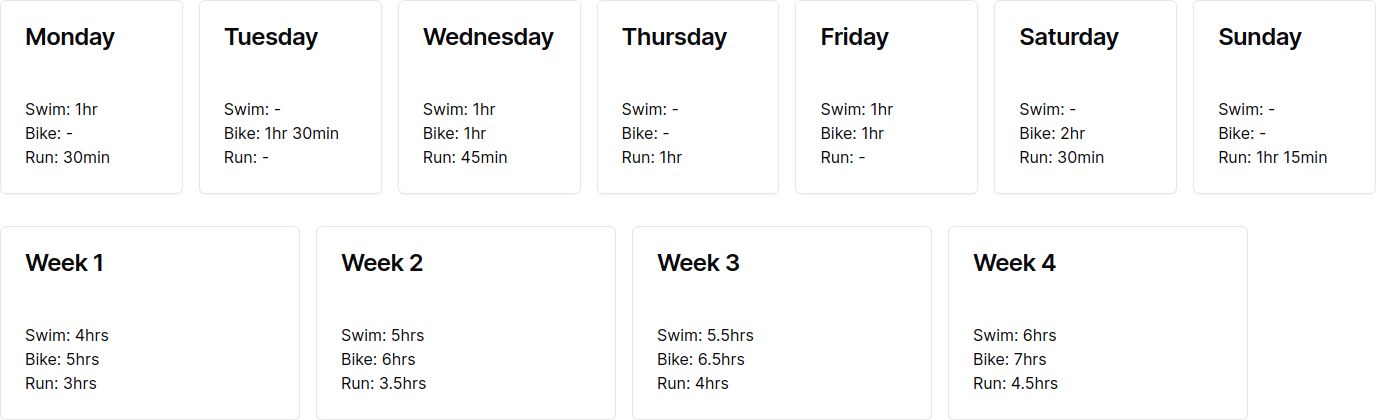 Monday
Swim: 1hr
Bike: -
Run: 30min
Tuesday
Swim: -
Bike: 1hr 30min
Run: -
Wednesday
Swim: 1hr
Bike: 1hr
Run: 45min
Thursday
Swim: -
Bike: -
Run: 1hr
Friday
Swim: 1hr
Bike: 1hr
Run: -
Saturday
Swim: -
Bike: 2hr
Run: 30min
Sunday
Swim: -
Bike: -
Run: 1hr 15min
Week 1
Swim: 4hrs
Bike: 5hrs
Run: 3hrs
Week 2
Swim: 5hrs
Bike: 6hrs
Run: 3.5hrs
Week 3
Swim: 5.5hrs
Bike: 6.5hrs
Run: 4hrs
Week 4
Swim: 6hrs
Bike: 7hrs
Run: 4.5hrs